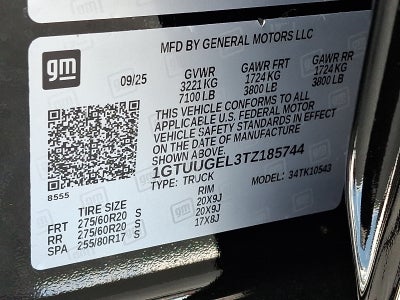 MFD BY GENERAL MOTORS LLC
gm
09/25
GVWR GAWR FRT GAWR RR
3221 KG 1724 KG 1724 KG
7100 LB 3800 LB 3800 LB
THIS VEHICLE CONFORMS TO ALL
APPLICABLE U.S. FEDERAL MOTOR
VEHICLE SAFETY STANDARDS IN EFFECT
ON THE DATE OF MANUFACTURE
SHOWN ABOVE.
1GTUUGEL3TZ185744
8555
TYPE: TRUCK MODEL: 34TK10543
TIRE SIZE RIM
FRT 275/60R20 S 20X9J
RR 275/60R20 S 20X9J
SPA 255/80R17 S 17X8J